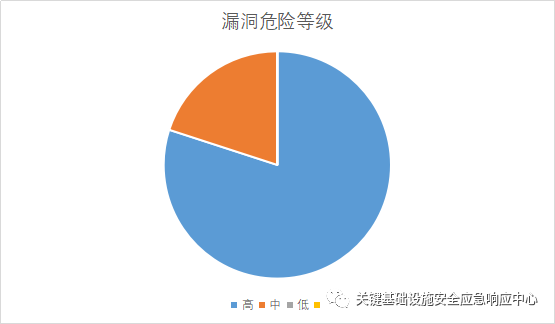 漏洞危险等级
高 中 低
关键基础设施安全应急响应中心